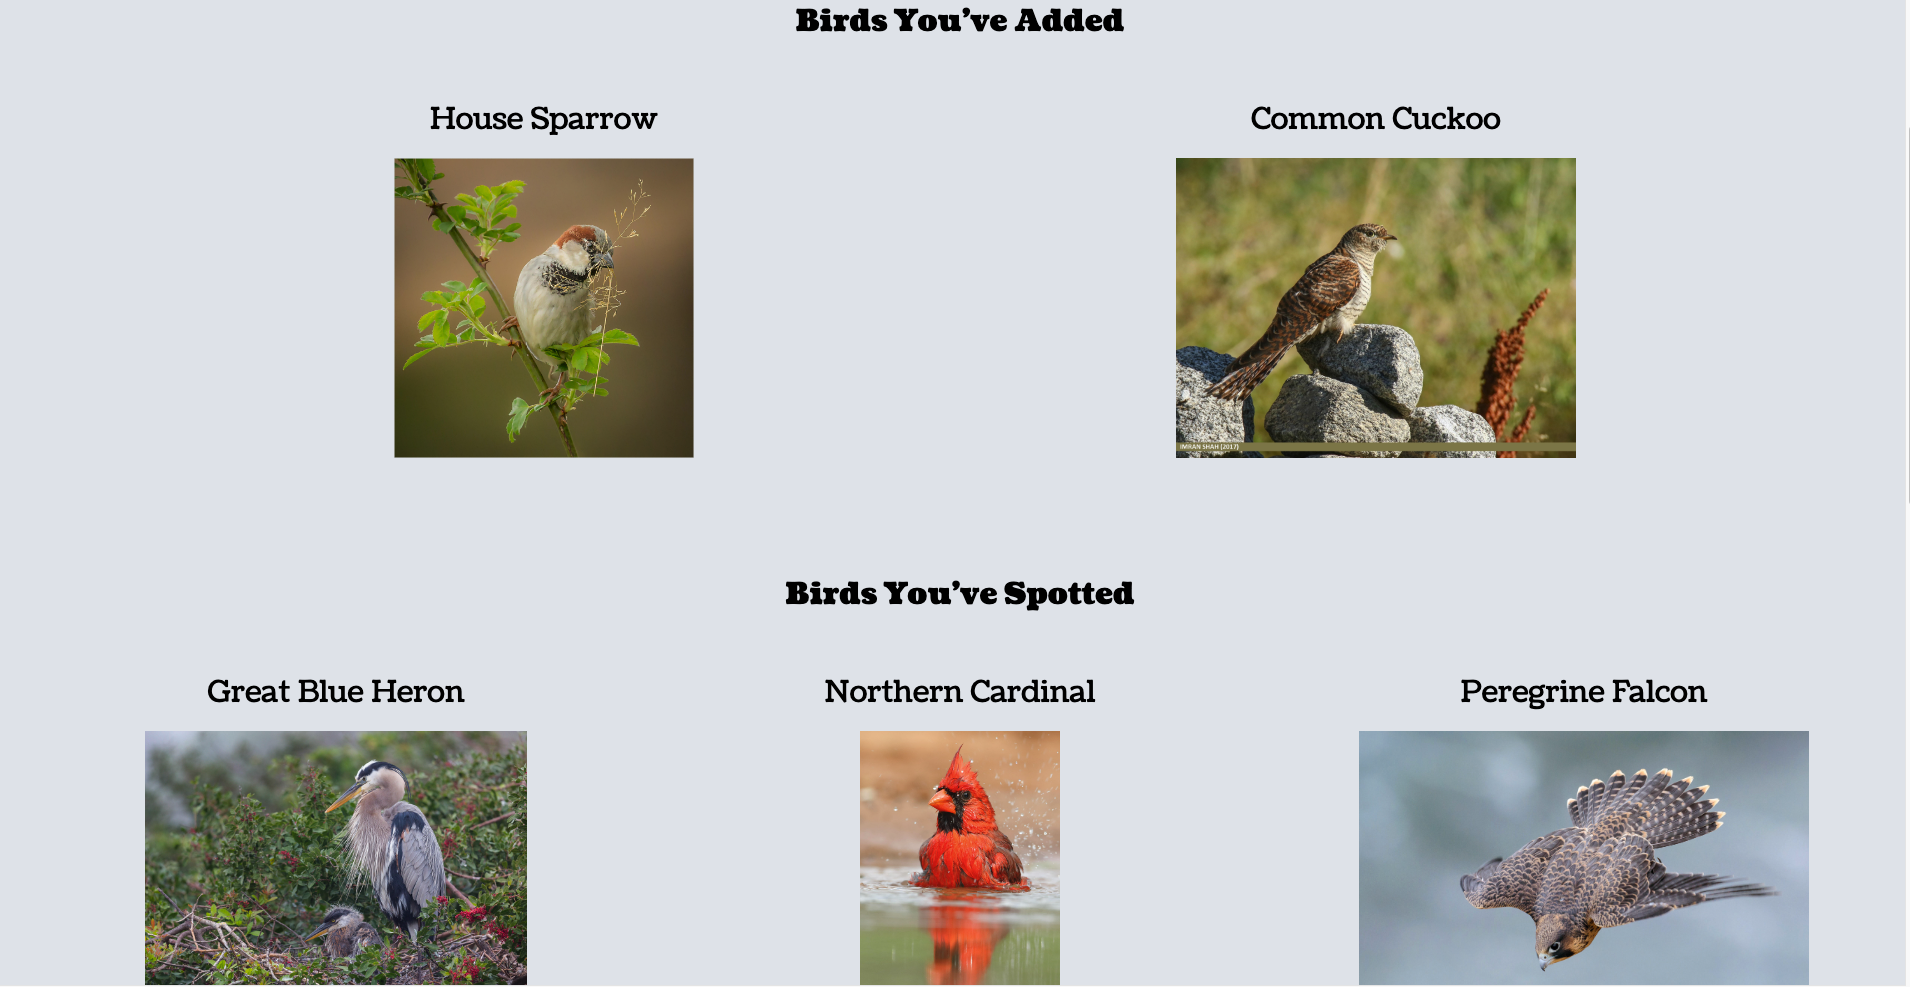 Birds You've Added
House Sparrow
Common Cuckoo
IMRAN SHAH (2017)
Birds You've Spotted
Great Blue Heron
Northern Cardinal
Peregrine Falcon